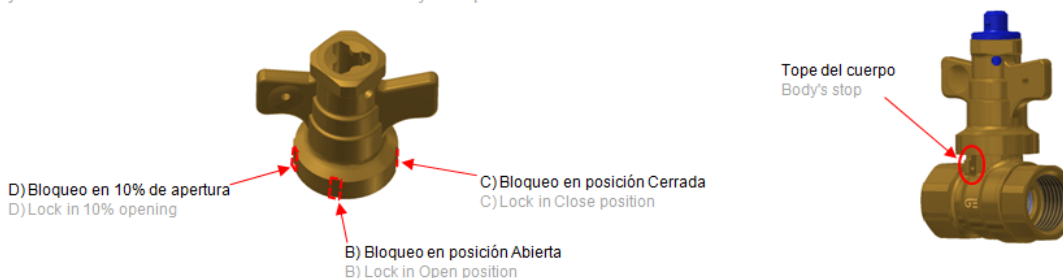 Tope del cuerpo
Body's stop
D) Bloqueo en 10% de apertura
D) Lock in 10% opening
C) Bloqueo en posición Cerrada
C) Lock in Close position
B) Bloqueo en posición Abierta
B) Lock in Open position
GE